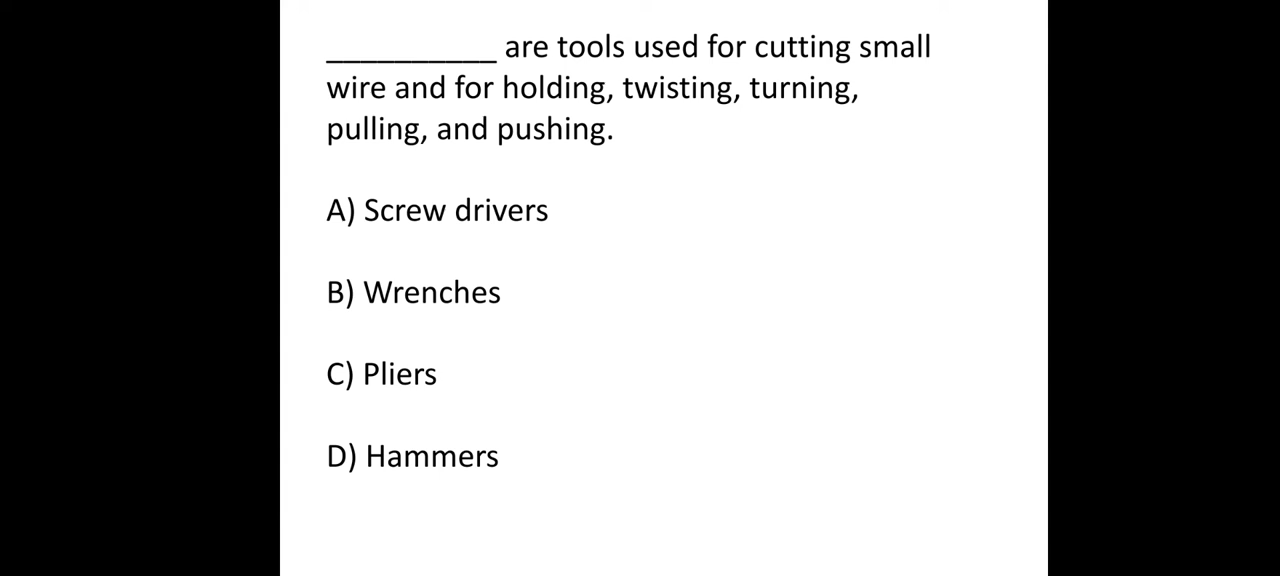 __________ are tools used for cutting small
wire and for holding, twisting, turning,
pulling, and pushing.
A) Screw drivers
B) Wrenches
C) Pliers
D) Hammers